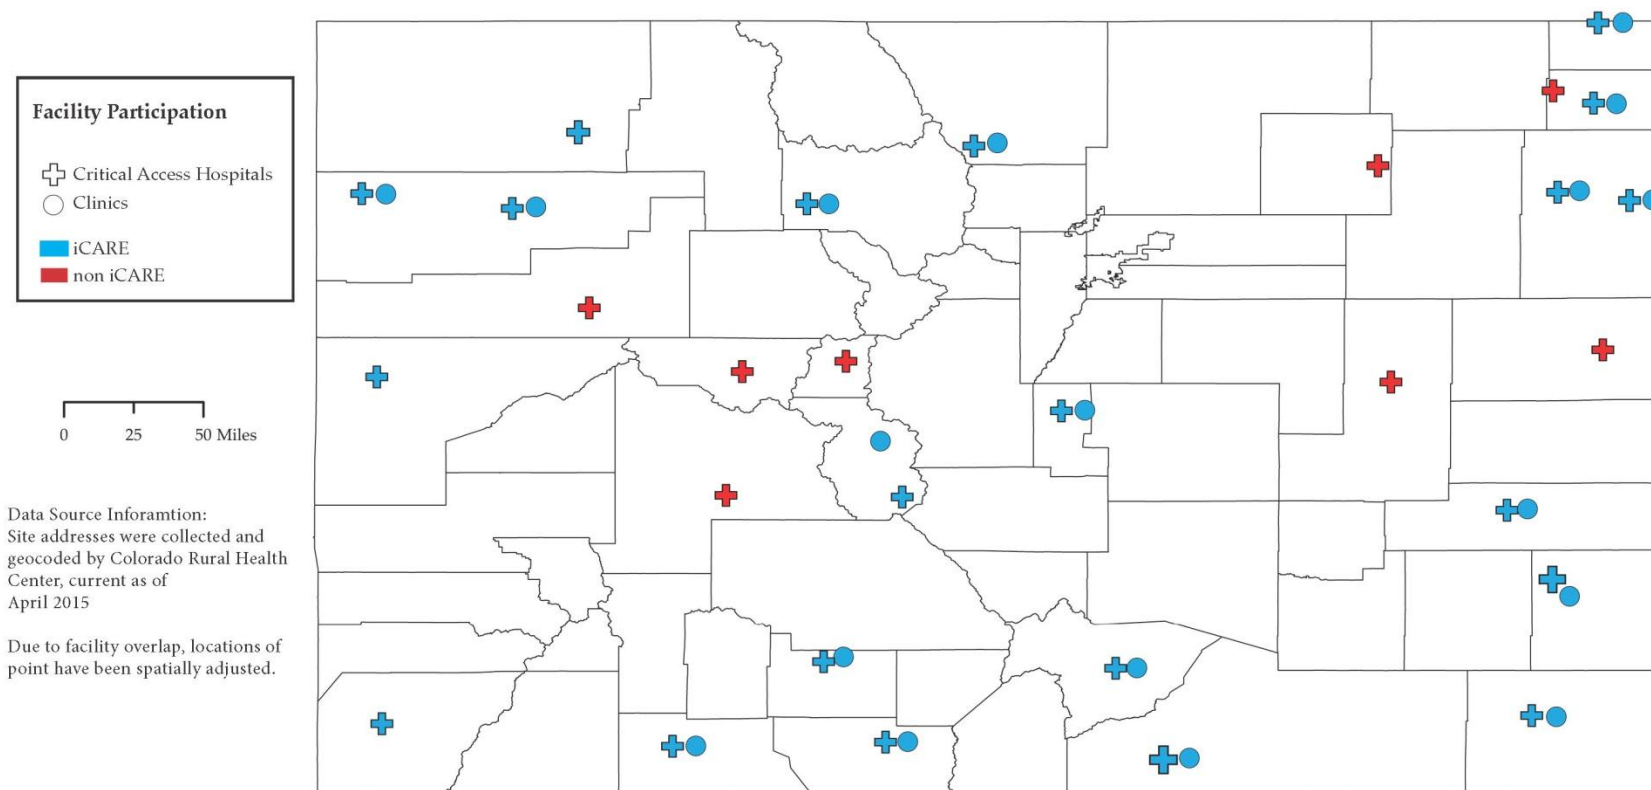 Facility Participation
Critical Access Hospitals
Clinics
iCARE
non iCARE
0 25 50 Miles
Data Source Inforamtion:
Site addresses were collected and
geocoded by Colorado Rural Health
Center, current as of
April 2015
Due to facility overlap, locations of
point have been spatially adjusted.